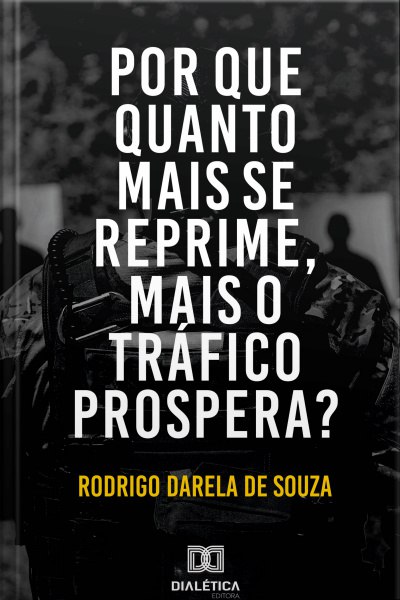 POR QUE
QUANTO
MAIS SE
REPRIME,
MAIS O
TRÁFICO
PROSPERA?
RODRIGO DARELA DE SOUZA
DIALÉTICA
EDITORA